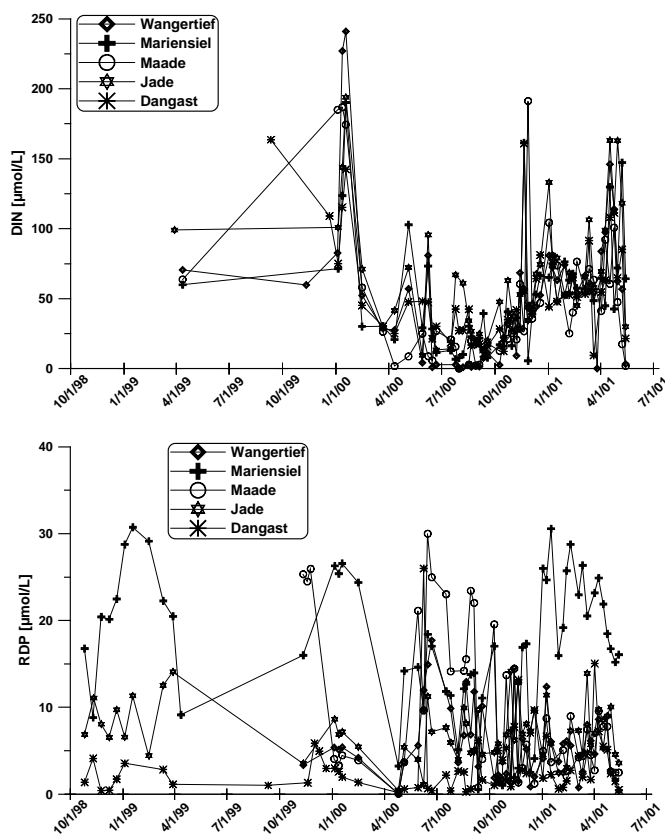 250
Wangertief
Mariensiel
200
Maade
Jade
Dangast
150
DIN [µmol/L]
100
50
0
10/1/98 1/1/99 4/1/99 7/1/99 10/1/99 1/1/00 4/1/00 7/1/00 10/1/00 1/1/01 4/1/01 7/1/01
40
Wangertief
Mariensiel
Maade
30
Jade
Dangast
RDP [µmol/L]
20
10
0
10/1/98 1/1/99 4/1/99 7/1/99 10/1/99 1/1/00 4/1/00 7/1/00 10/1/00 1/1/01 4/1/01 7/1/01